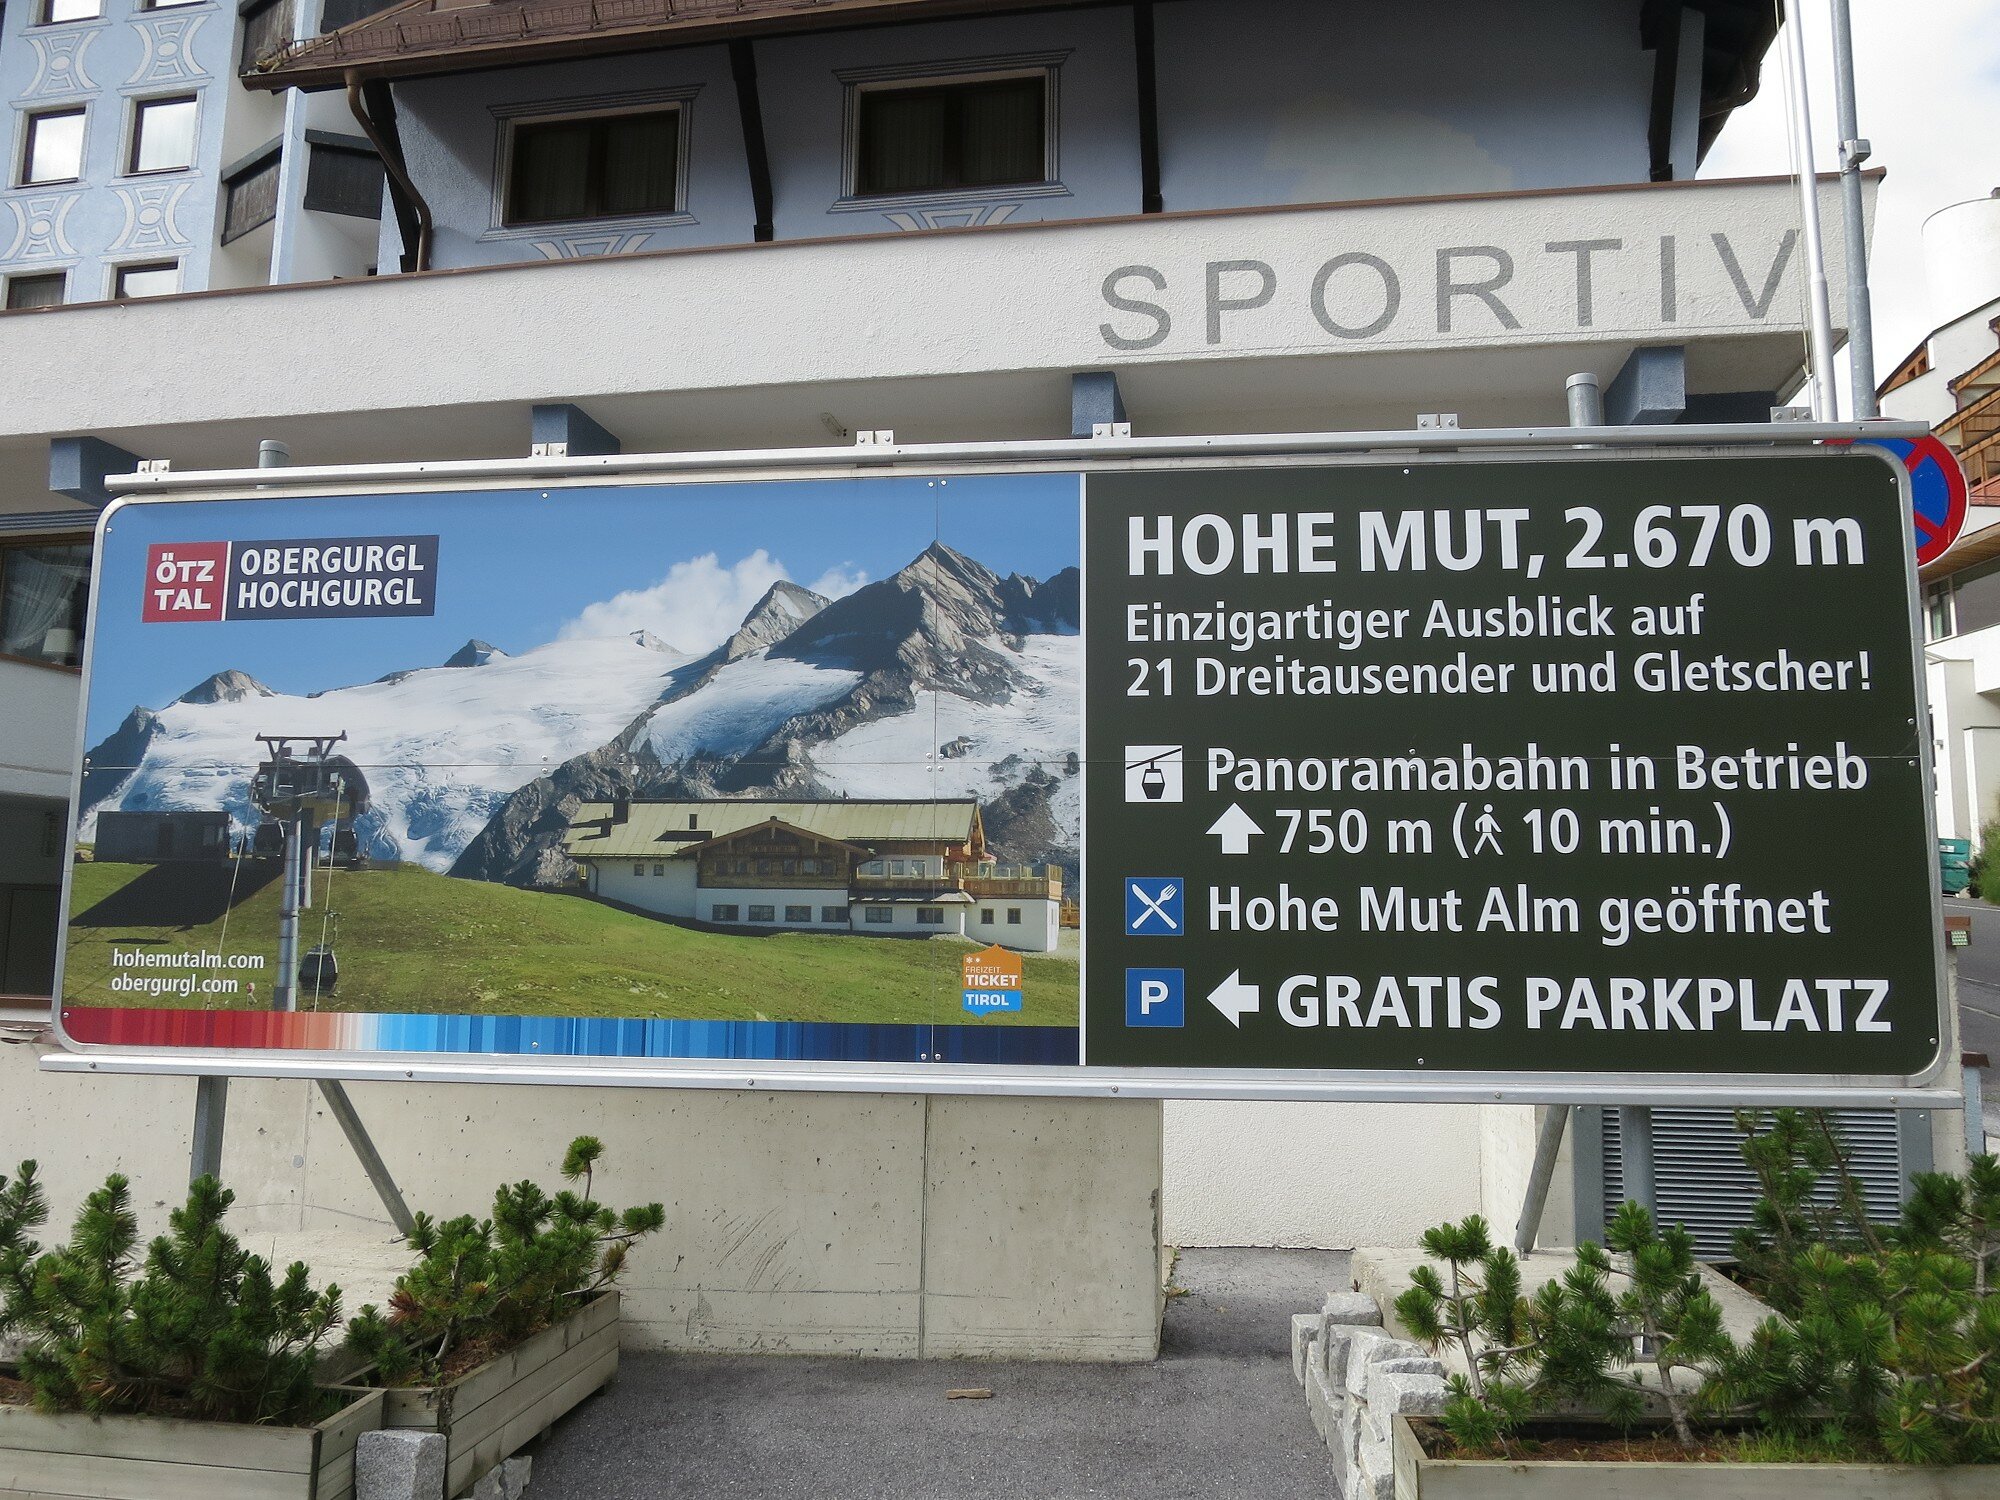 SPORTIV
ÖTZ
TAL
OBERGURGL
HOCHGURGL
hohemutalm.com
obergurgl.com
FREIZEIT
TICKET
TIROL
HOHE MUT, 2.670 m
Einzigartiger Ausblick auf
21 Dreitausender und Gletscher!
Panoramabahn in Betrieb
750 m ( 10 min.)
Hohe Mut Alm geöffnet
P GRATIS PARKPLATZ